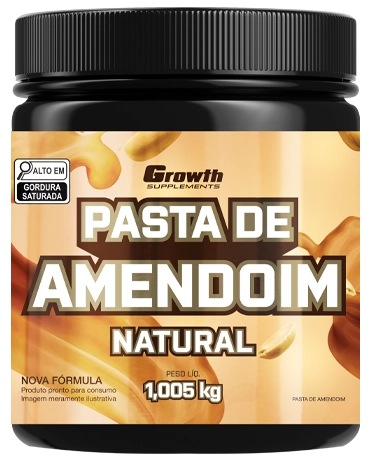 Growth
SUPPLEMENTS
ALTO EM
GORDURA
SATURADA
PASTA DE
AMENDOIM
NATURAL
PESO LÍQ.
1,005 kg
NOVA FÓRMULA
Produto pronto para consumo
Imagem meramente ilustrativa
PASTA DE AMENDOIM